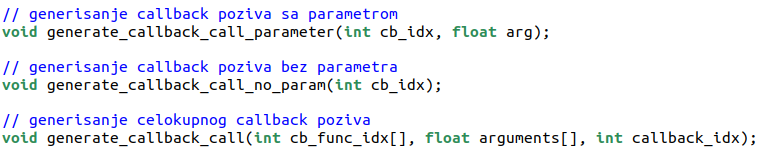 // generisanje callback poziva sa parametrom
void generate_callback_call_parameter(int cb_idx, float arg);
// generisanje callback poziva bez parametra
void generate_callback_call_no_param(int cb_idx);
// generisanje celokupnog callback poziva
void generate_callback_call(int cb_func_idx[], float arguments[], int callback_idx);